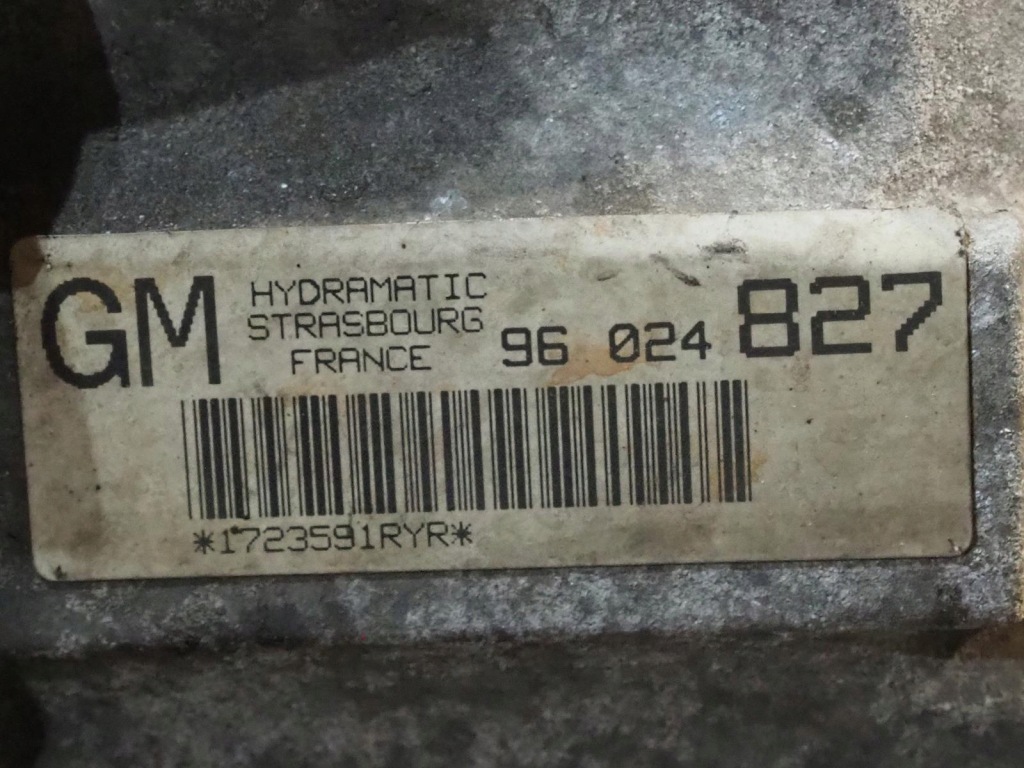 GM HYDRAMATIC
STRASBOURG
FRANCE 96 024 827
*1723591RYR*